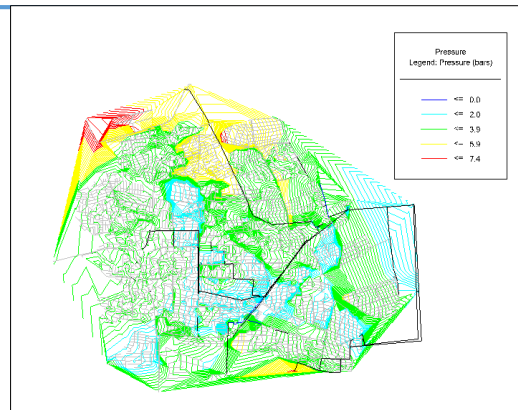 Pressure
Legend: Pressure (bars)
<= 0.0
<= 2.0
<= 3.9
<= 5.9
<= 7.4